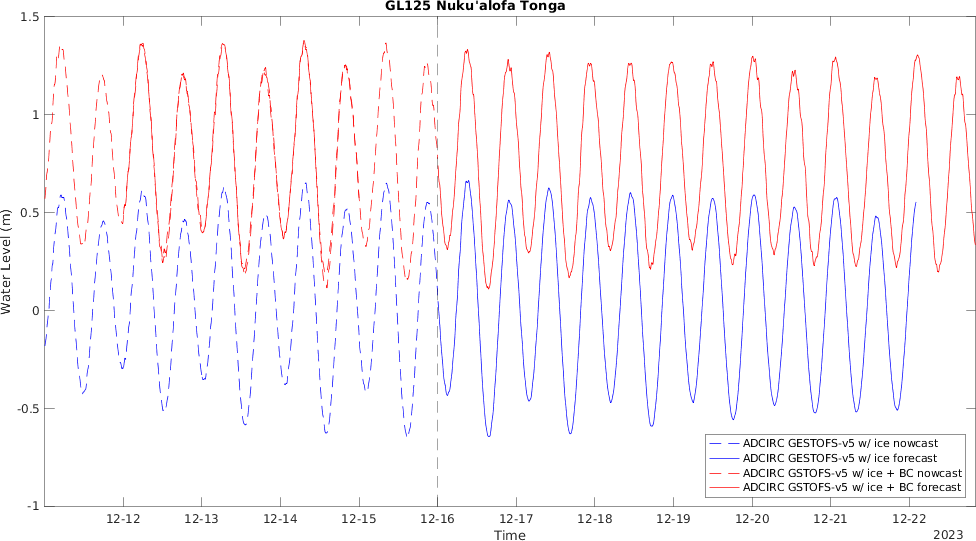 GL125 Nuku'alofa Tonga
1.5
1
0.5
0
-0.5
-1
Water Level (m)
ADCIRC GESTOFS-v5 w/ ice nowcast
ADCIRC GESTOFS-v5 w/ ice forecast
ADCIRC GSTOFS-v5 w/ ice + BC nowcast
ADCIRC GSTOFS-v5 w/ ice + BC forecast
12-12 12-13 12-14 12-15 12-16 12-17 12-18 12-19 12-20 12-21 12-22
Time
2023